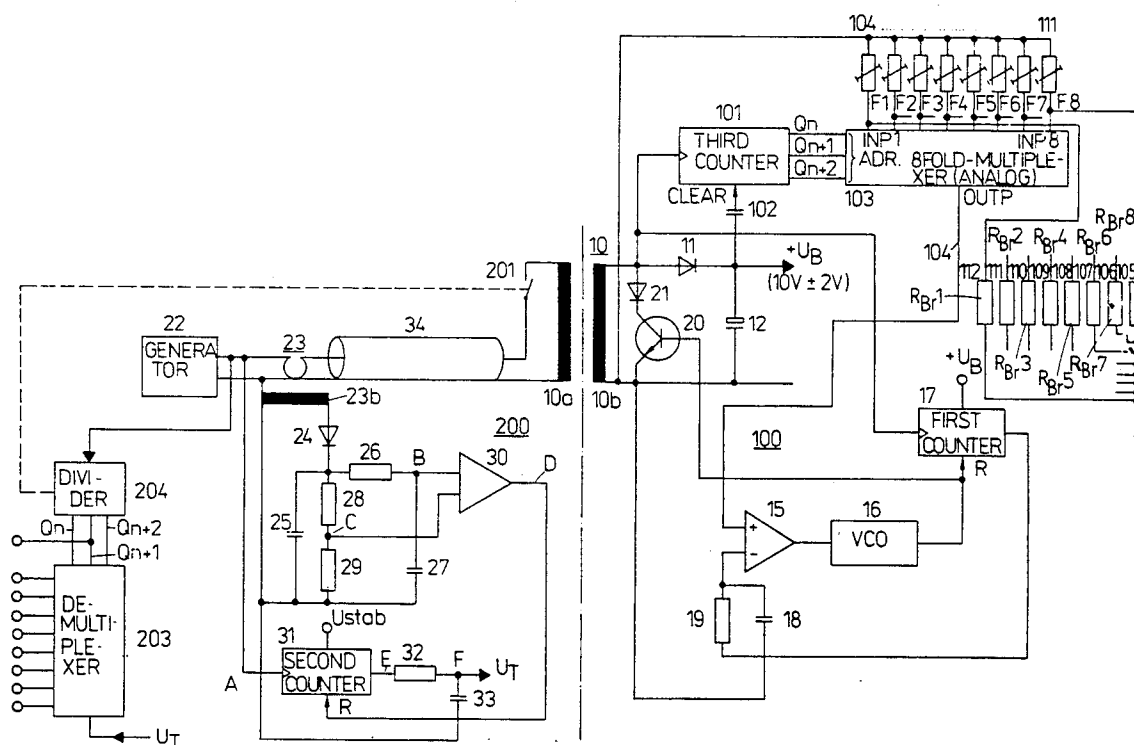 104 ......... 111
F1 F2 F3 F4 F5 F6 F7 F8
101
THIRD
COUNTER
Qn
Qn+1
Qn+2
INP1 INP8
ADR. 8FOLD-MULTIPLE-
XER (ANALOG)
OUTP
CLEAR
102
103
104
10
11
+UB
(10V ± 2V)
21
20
12
10a
10b
RBr2 RBr4 RBr6 RBr8
112 111 110 109 108 107 106 105
RBr1
RBr3
RBr5
RBr7
+UB
17
FIRST
COUNTER
R
100
15
+
−
16
VCO
19
18
201
22
GENERA
TOR
23
34
23b
200
24
26
B
30
D
25
28
C
29
27
DIVI-
DER
204
Qn
Qn+2
Qn+1
DE-
MULTI-
PLE-
XER
203
UT
Ustab
31
SECOND
COUNTER
A
R
E
32
F
UT
33